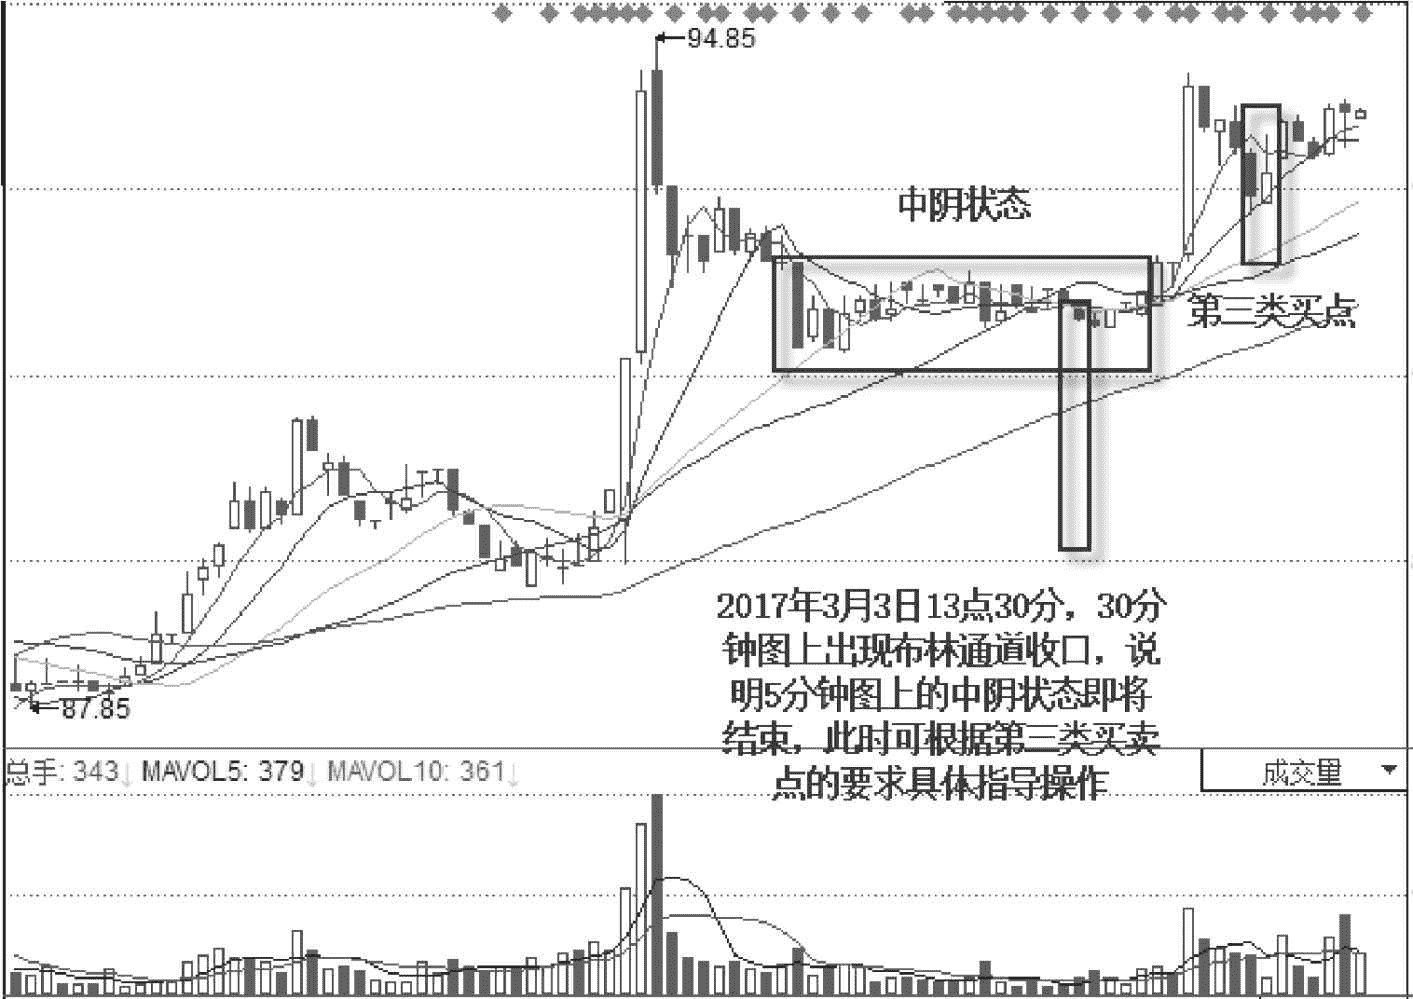 94.85
中阴状态
第三类买点
2017年3月3日13点30分，30分
钟图上出现布林通道收口，说
明5分钟图上的中阴状态即将
结束，此时可根据第三类买卖
点的要求具体指导操作
87.85
总手: 343↓ MAVOL5: 379↓ MAVOL10: 361↓
成交量